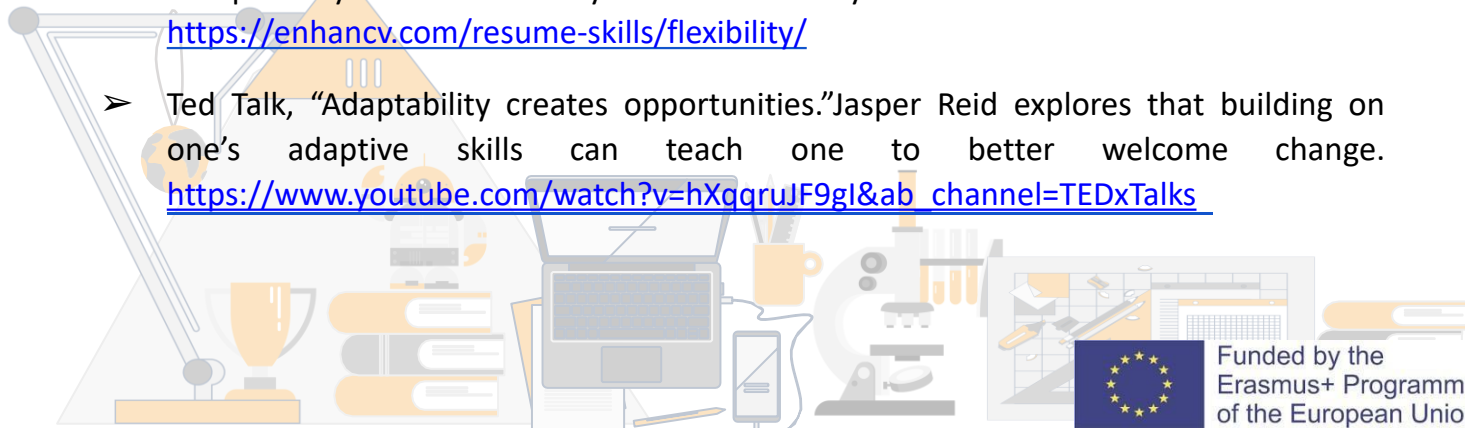 https://enhancv.com/resume-skills/flexibility/
➢ Ted Talk, “Adaptability creates opportunities.”Jasper Reid explores that building on
one’s adaptive skills can teach one to better welcome change.
https://www.youtube.com/watch?v=hXqqruJF9gI&ab_channel=TEDxTalks
Funded by the
Erasmus+ Programm
of the European Unio